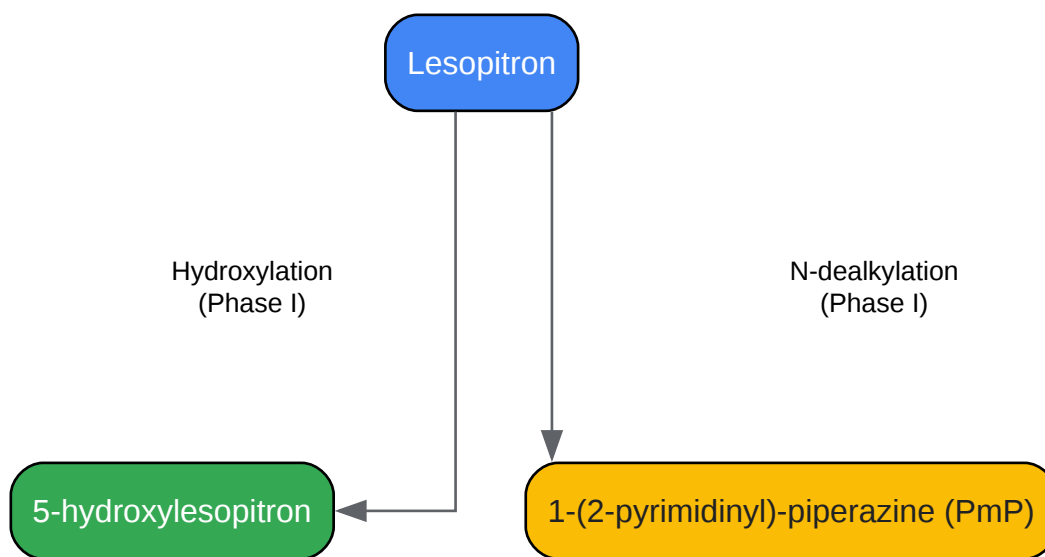 Lesopitron
Hydroxylation
(Phase I)
N-dealkylation
(Phase I)
5-hydroxylesopitron
1-(2-pyrimidinyl)-piperazine (PmP)